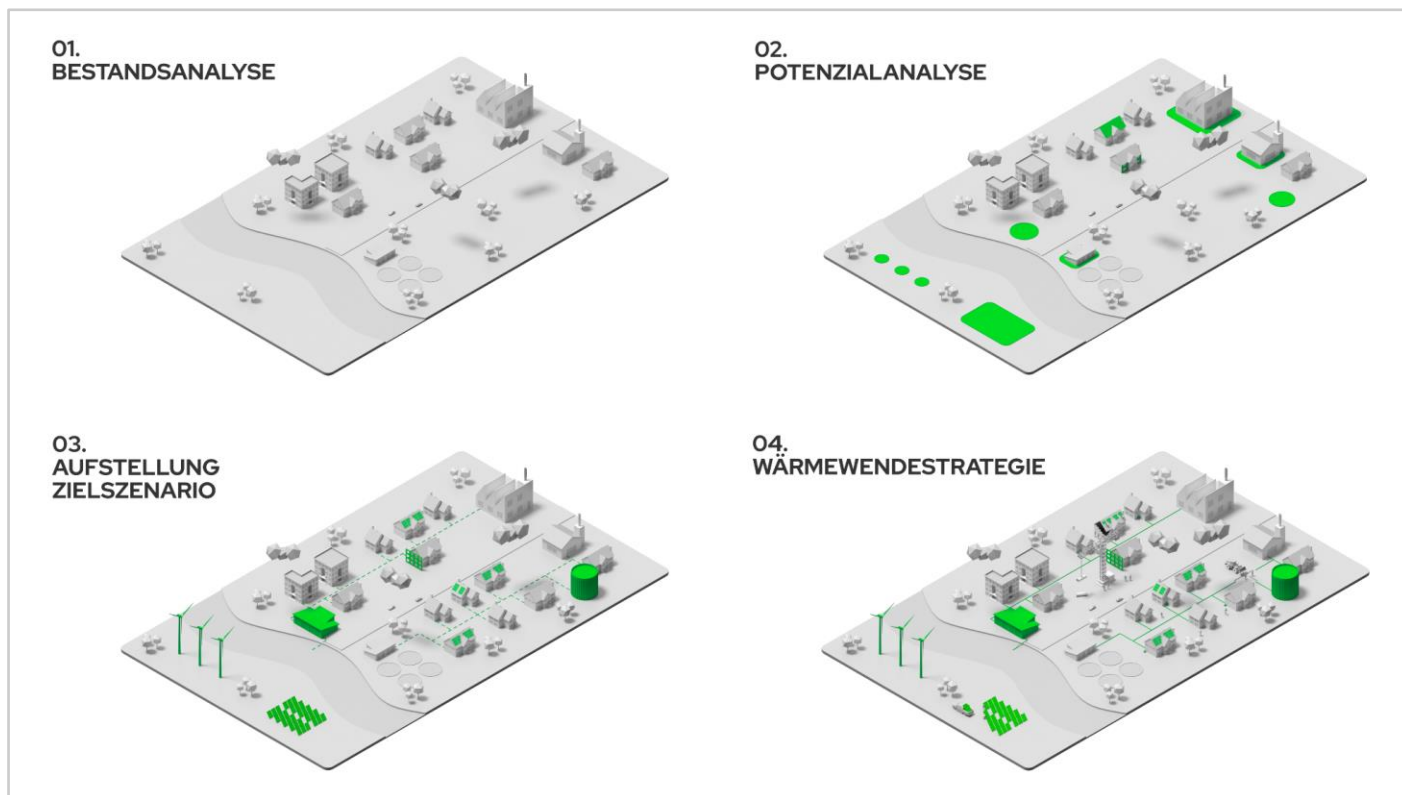 01.
BESTANDSANALYSE
02.
POTENZIALANALYSE
03.
AUFSTELLUNG
ZIELSZENARIO
04.
WÄRMEWENDESTRATEGIE